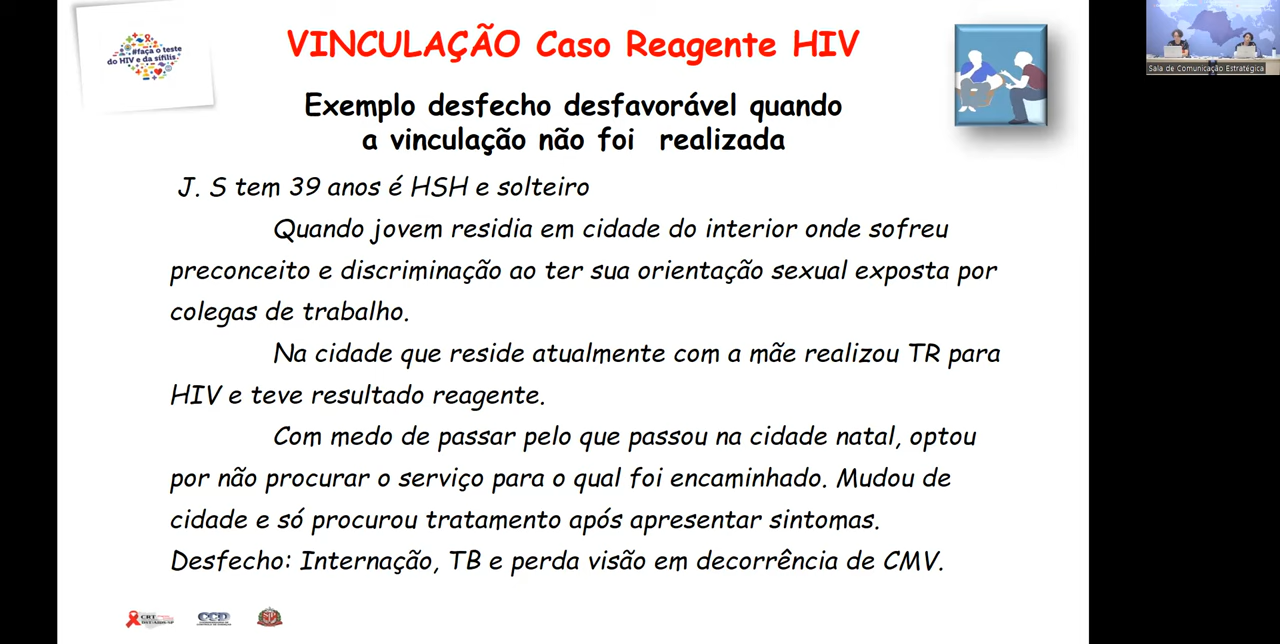 #faça o teste
do HIV e da sífilis.
VINCULAÇÃO Caso Reagente HIV
Exemplo desfecho desfavorável quando
a vinculação não foi realizada
J. S tem 39 anos é HSH e solteiro
Quando jovem residia em cidade do interior onde sofreu
preconceito e discriminação ao ter sua orientação sexual exposta por
colegas de trabalho.
Na cidade que reside atualmente com a mãe realizou TR para
HIV e teve resultado reagente.
Com medo de passar pelo que passou na cidade natal, optou
por não procurar o serviço para o qual foi encaminhado. Mudou de
cidade e só procurou tratamento após apresentar sintomas.
Desfecho: Internação, TB e perda visão em decorrência de CMV.
CRT
DST/AIDS-SP
CCD
Sala de Comunicação Estratégica